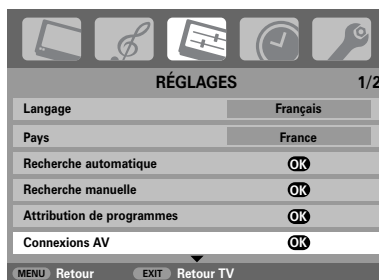 RÉGLAGES 1/2
Langage Français
Pays France
Recherche automatique OK
Recherche manuelle OK
Attribution de programmes OK
Connexions AV OK
MENU Retour EXIT Retour TV